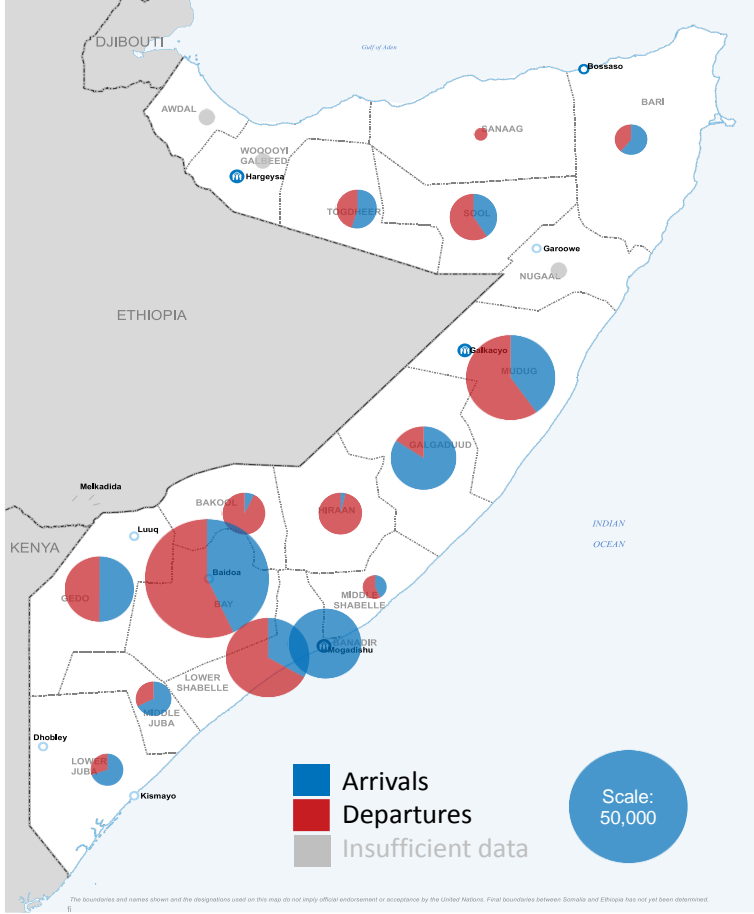 DJIBOUTI
Gulf of Aden
Bossaso
BARI
AWDAL
SANAAG
WOQOOYI
GALBEED
Hargeysa
TOGDHEER
SOOL
Garoowe
NUGAAL
ETHIOPIA
Galkacyo
MUDUG
GALGADUUD
Melkadida
BAKOOL
HIRAAN
Luuq
INDIAN
OCEAN
KENYA
Baidoa
GEDO
BAY
MIDDLE
SHABELLE
BANADIR
Mogadishu
LOWER
SHABELLE
MIDDLE
JUBA
Dhobley
LOWER
JUBA
Kismayo
Arrivals
Departures
Insufficient data
Scale:
50,000
The boundaries and names shown and the designations used on this map do not imply official endorsement or acceptance by the United Nations. Final boundaries between Somalia and Ethiopia has not yet been determined.
fi